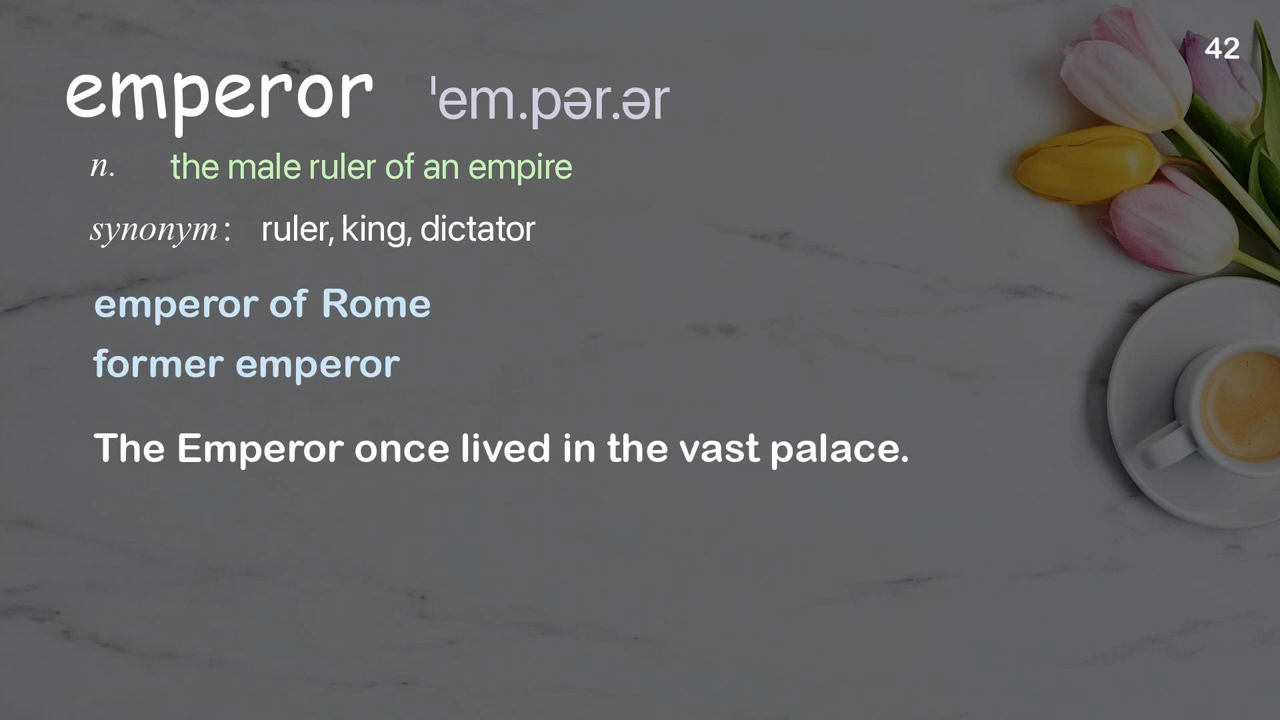 42
emperor ˈem.pər.ər
n. the male ruler of an empire
synonym: ruler, king, dictator
emperor of Rome
former emperor
The Emperor once lived in the vast palace.